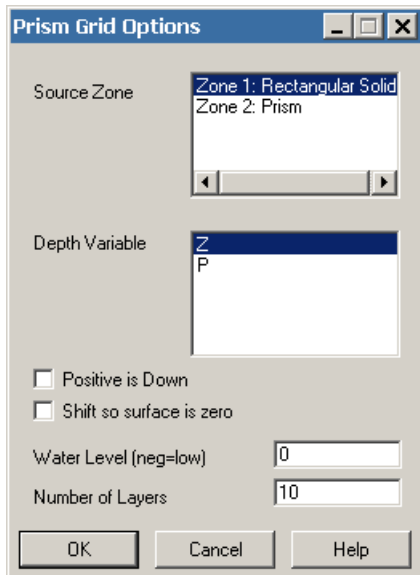 Prism Grid Options
Source Zone
Zone 1: Rectangular Solid
Zone 2: Prism
Depth Variable
Z
P
Positive is Down
Shift so surface is zero
Water Level (neg=low)
0
Number of Layers
10
OK
Cancel
Help